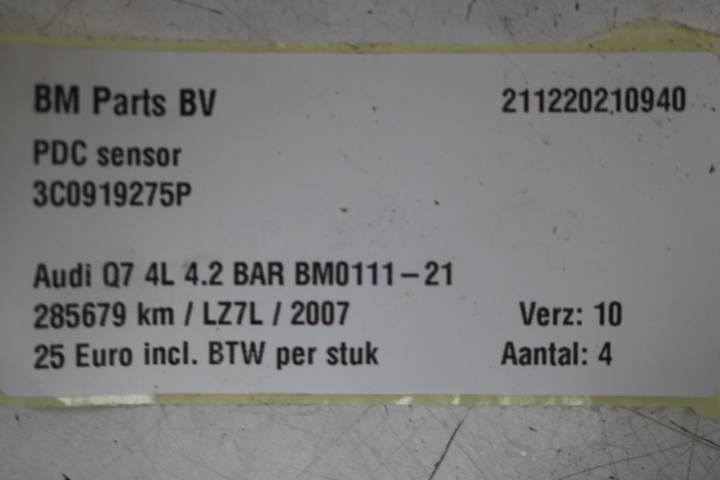 BM Parts BV 211220210940
PDC sensor
3C0919275P
Audi Q7 4L 4.2 BAR BM0111-21
285679 km / LZ7L / 2007 Verz: 10
25 Euro incl. BTW per stuk Aantal: 4